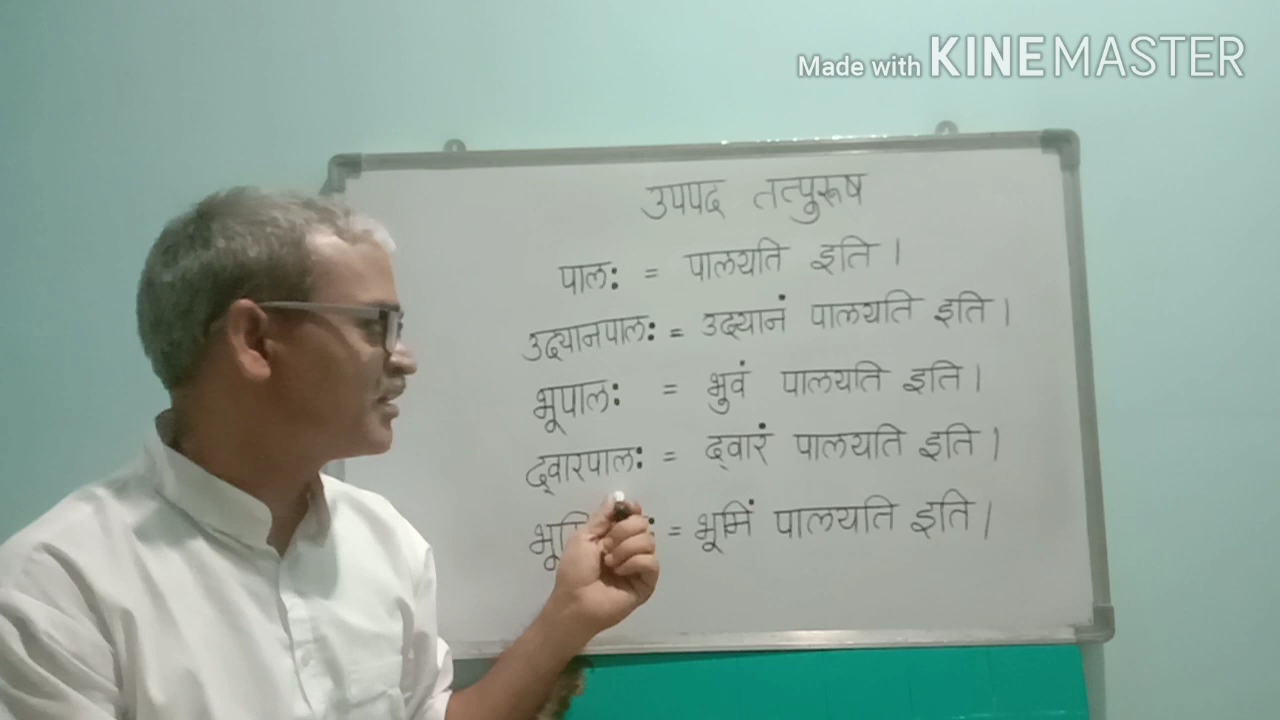 Made with KINEMASTER
उपपद तत्पुरूष
पालः = पालयति इति ।
उद्यानपालः = उद्यानं पालयति इति ।
भूपालः = भुवं पालयति इति ।
द्‌वारपालः = द्‌वारं पालयति इति ।
= भूमिं पालयति इति ।